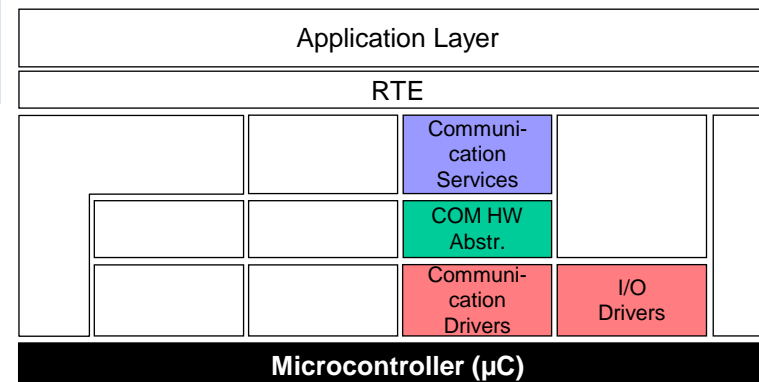 Application Layer
RTE
Communi-
cation
Services
COM HW
Abstr.
Communi-
cation
Drivers
I/O
Drivers
Microcontroller (µC)